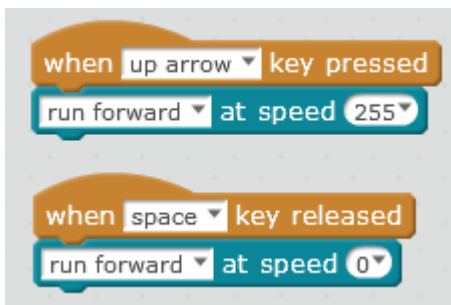 when up arrow key pressed
run forward at speed 255
when space key released
run forward at speed 0